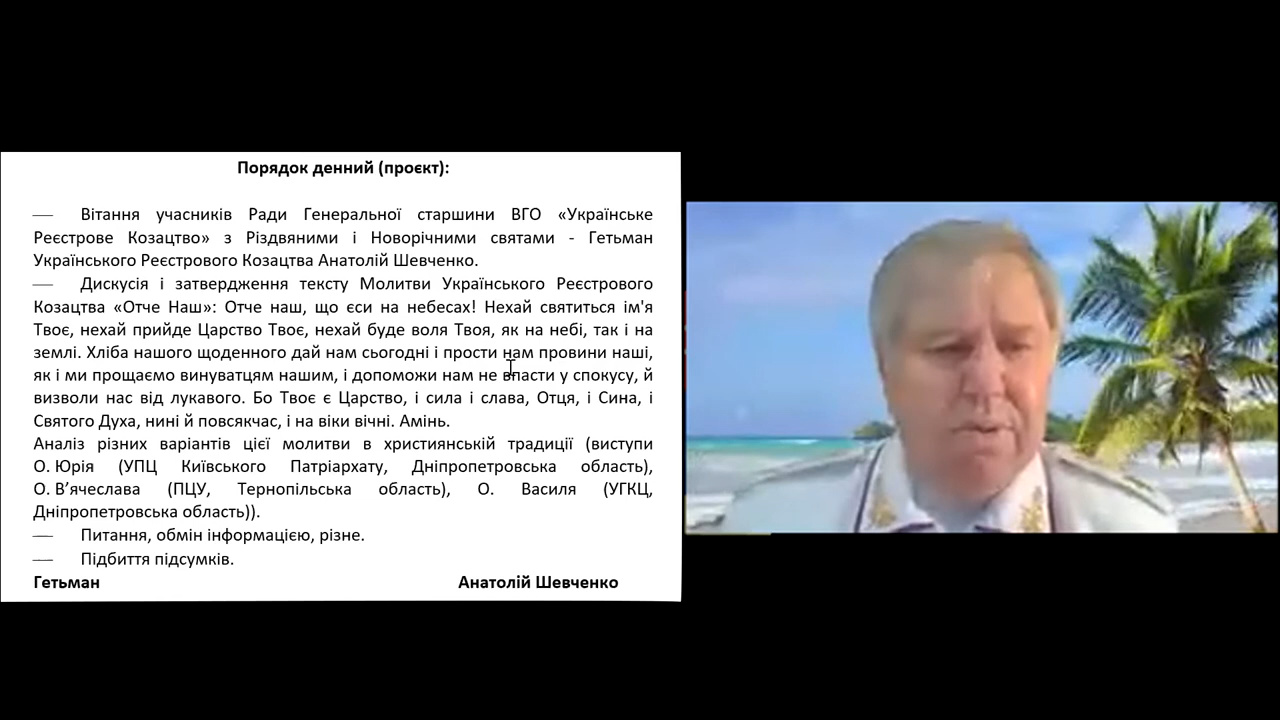 Порядок денний (проєкт):
— Вітання учасників Ради Генеральної старшини ВГО «Українське
Реєстрове Козацтво» з Різдвяними і Новорічними святами - Гетьман
Українського Реєстрового Козацтва Анатолій Шевченко.
— Дискусія і затвердження тексту Молитви Українського Реєстрового
Козацтва «Отче Наш»: Отче наш, що єси на небесах! Нехай святиться ім'я
Твоє, нехай прийде Царство Твоє, нехай буде воля Твоя, як на небі, так і на
землі. Хліба нашого щоденного дай нам сьогодні і прости нам провини наші,
як і ми прощаємо винуватцям нашим, і допоможи нам не впасти у спокусу, й
визволи нас від лукавого. Бо Твоє є Царство, і сила і слава, Отця, і Сина, і
Святого Духа, нині й повсякчас, і на віки вічні. Амінь.
Аналіз різних варіантів цієї молитви в християнській традиції (виступи
О. Юрія (УПЦ Київського Патріархату, Дніпропетровська область),
О. В’ячеслава (ПЦУ, Тернопільська область), О. Василя (УГКЦ,
Дніпропетровська область)).
— Питання, обмін інформацією, різне.
— Підбиття підсумків.
Гетьман Анатолій Шевченко